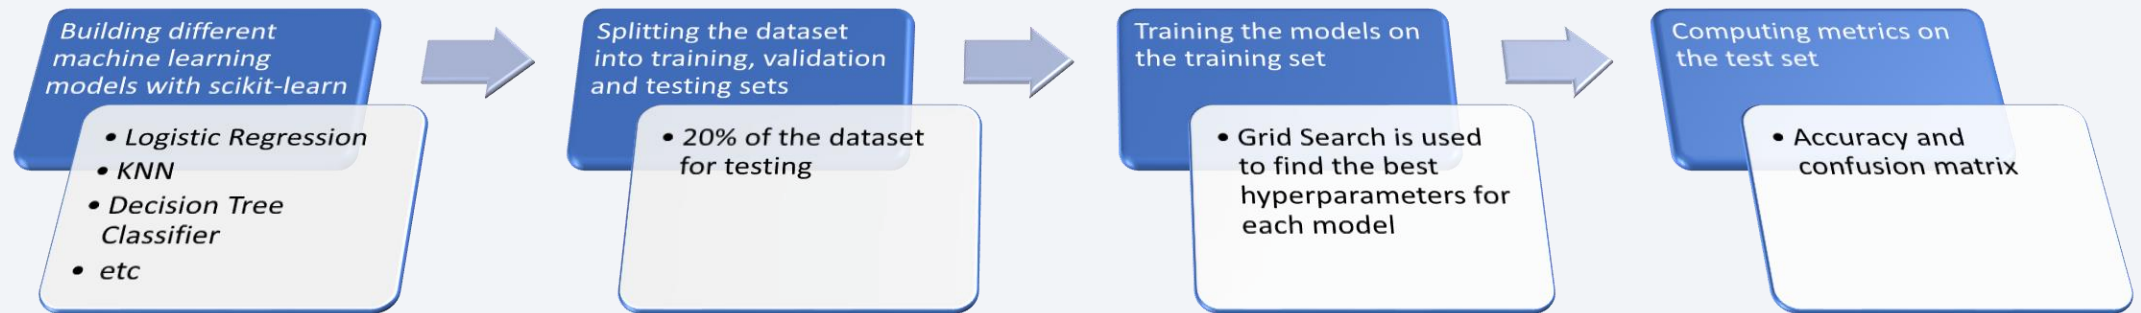 Building different
machine learning
models with scikit-learn
• Logistic Regression
• KNN
• Decision Tree
Classifier
• etc
Splitting the dataset
into training, validation
and testing sets
• 20% of the dataset
for testing
Training the models on
the training set
• Grid Search is used
to find the best
hyperparameters for
each model
Computing metrics on
the test set
• Accuracy and
confusion matrix